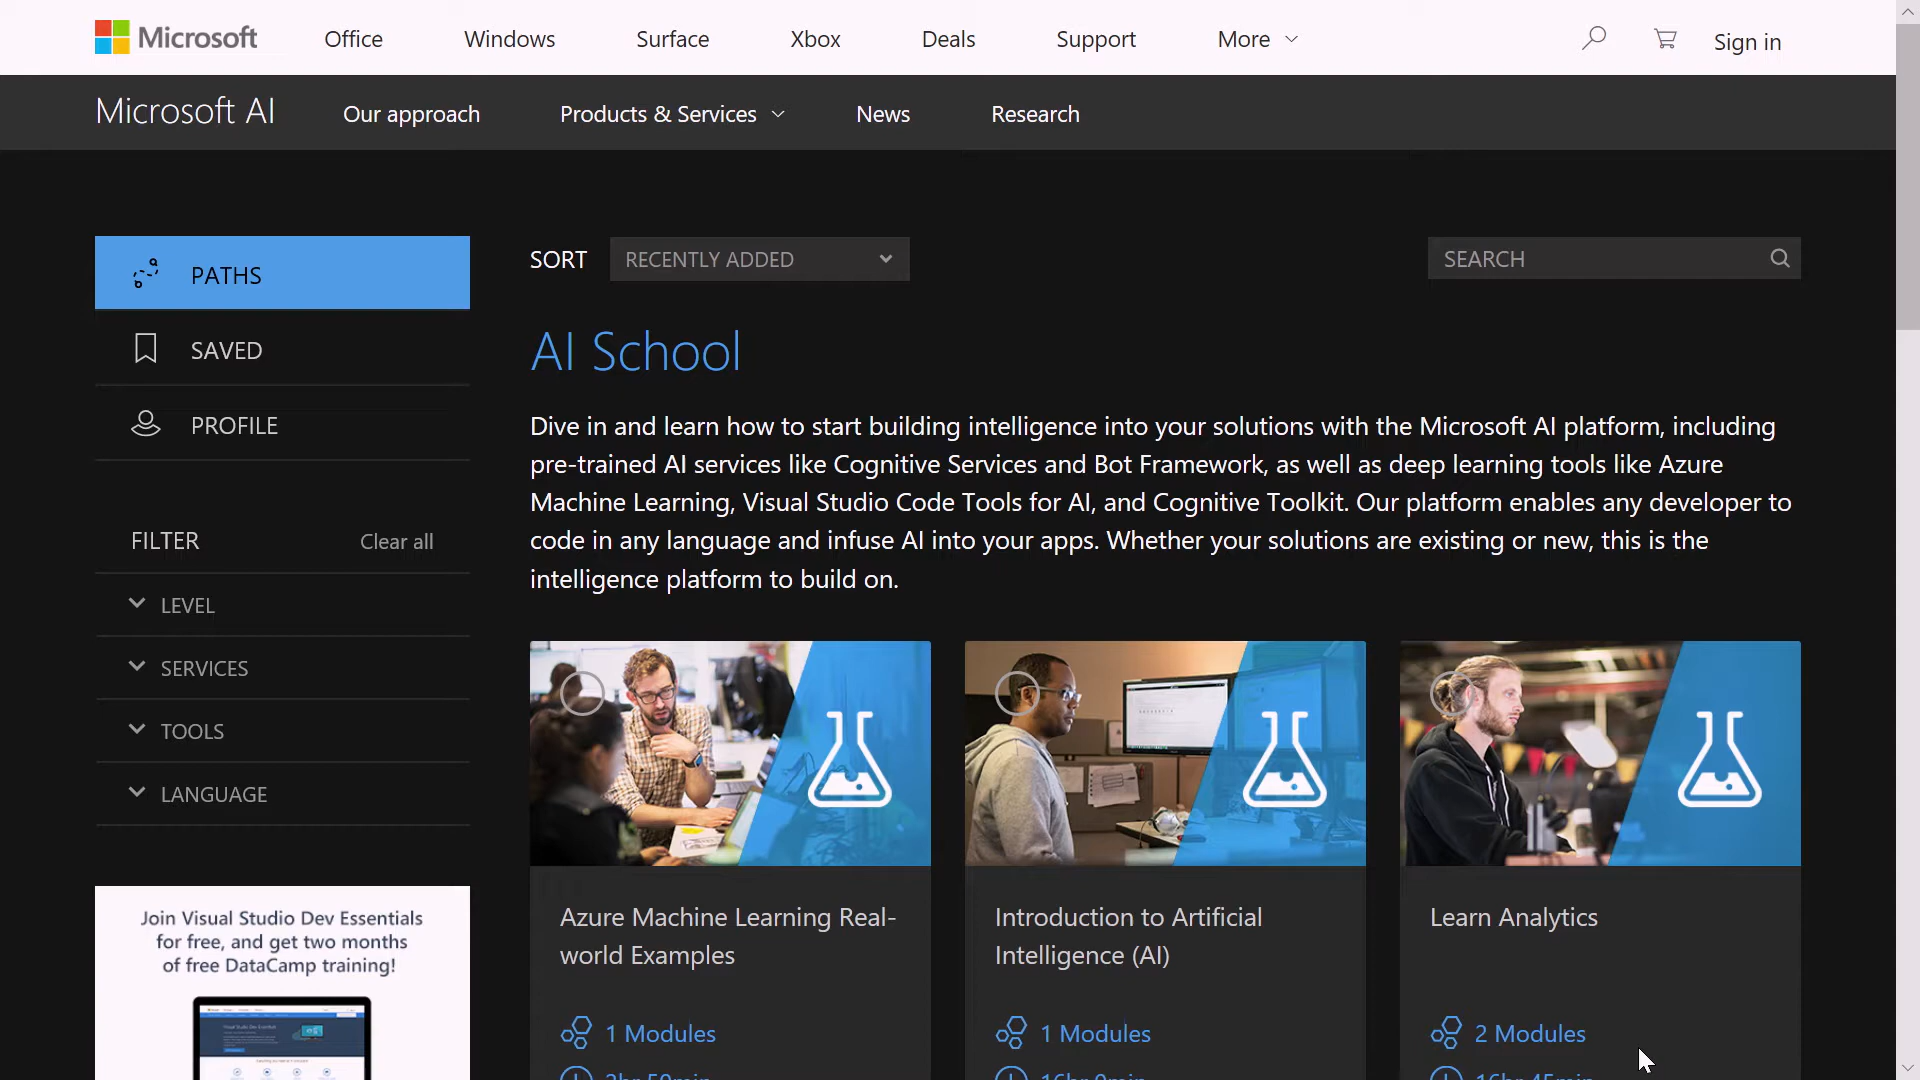 Microsoft Office Windows Surface Xbox Deals Support More Sign in
Microsoft AI Our approach Products & Services News Research
PATHS
SAVED
PROFILE
FILTER Clear all
LEVEL
SERVICES
TOOLS
LANGUAGE
Join Visual Studio Dev Essentials
for free, and get two months
of free DataCamp training!
SORT RECENTLY ADDED SEARCH
AI School
Dive in and learn how to start building intelligence into your solutions with the Microsoft AI platform, including
pre-trained AI services like Cognitive Services and Bot Framework, as well as deep learning tools like Azure
Machine Learning, Visual Studio Code Tools for AI, and Cognitive Toolkit. Our platform enables any developer to
code in any language and infuse AI into your apps. Whether your solutions are existing or new, this is the
intelligence platform to build on.
Azure Machine Learning Real-
world Examples
1 Modules
Introduction to Artificial
Intelligence (AI)
1 Modules
Learn Analytics
2 Modules